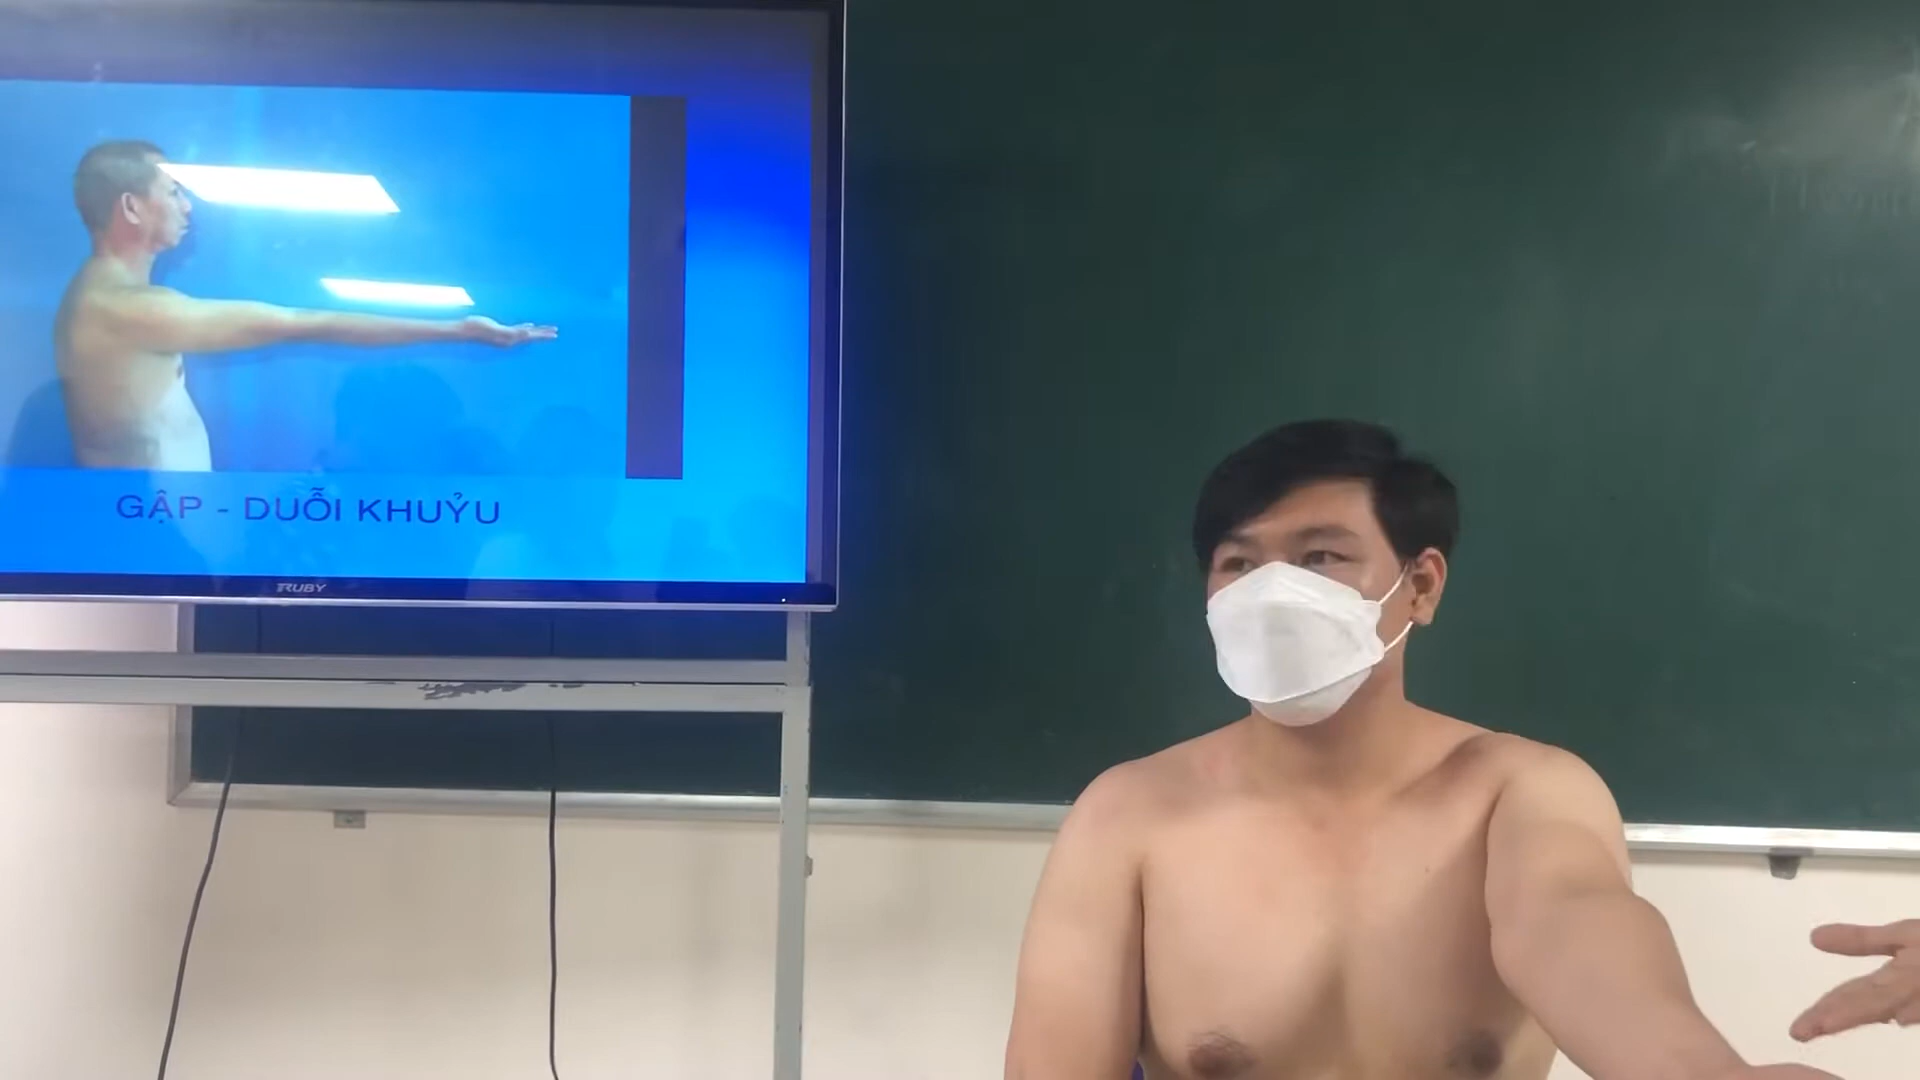 GẬP - DUỖI KHUỶU
RUBY